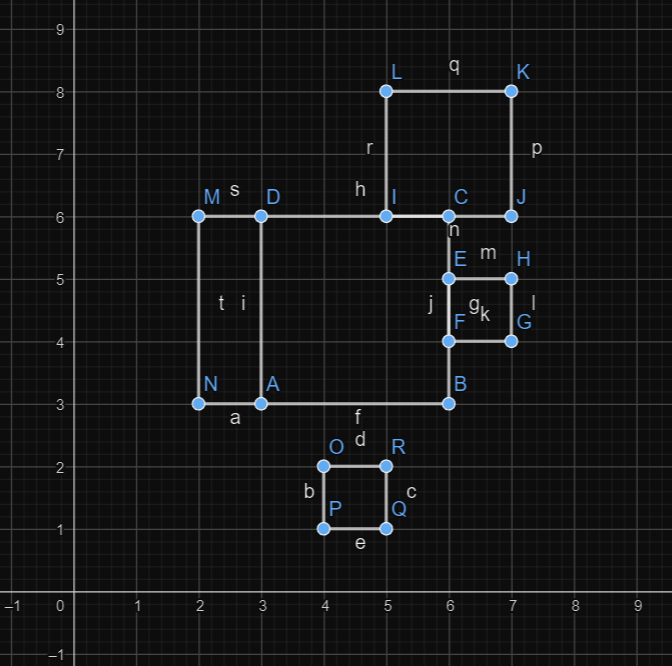 9
q
L K
8
r p
7
M s D h I C J
6
n
E m H
5
t i j g k l
F G
4
N A B
3
a f
d
O R
2
b c
P Q
1
e
−1 0 1 2 3 4 5 6 7 8 9
−1